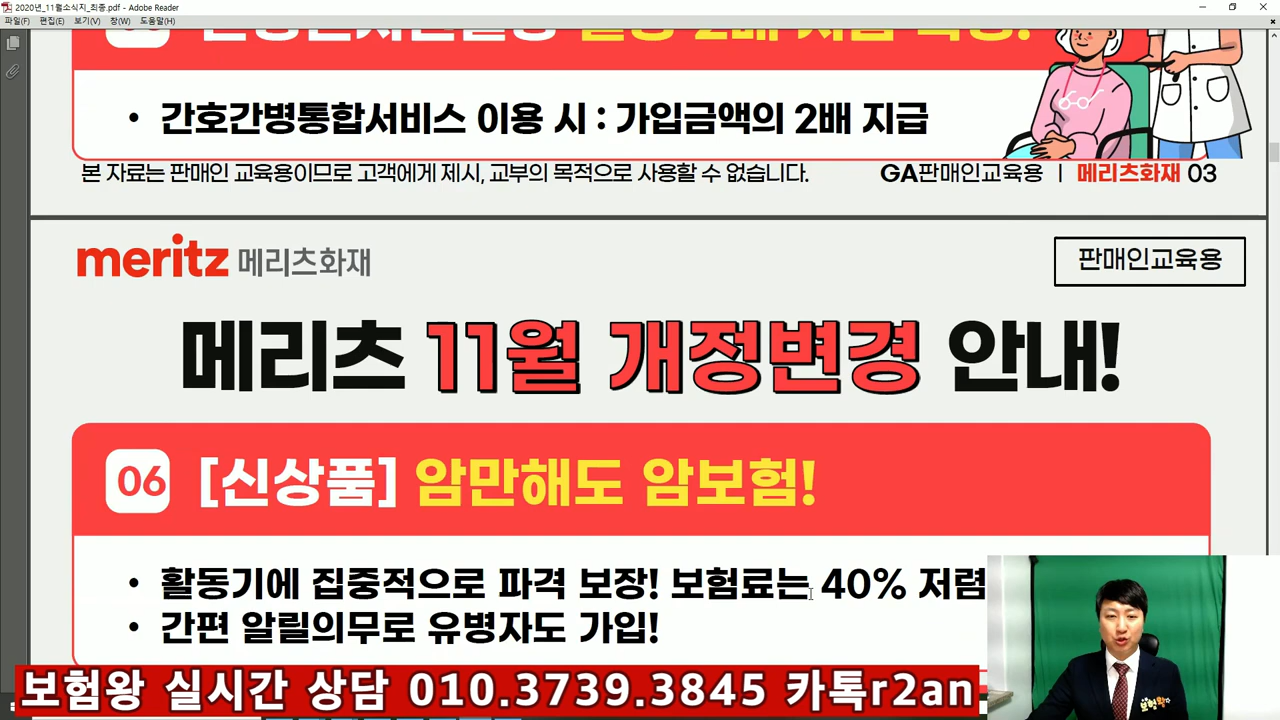 2020년_11월소식지_최종.pdf - Adobe Reader
파일(F) 편집(E) 보기(V) 창(W) 도움말(H)
2배
간호간병통합서비스 이용 시 : 가입금액의 2배 지급
본 자료는 판매인 교육용이므로 고객에게 제시, 교부의 목적으로 사용할 수 없습니다.
GA판매인교육용 | 메리츠화재 03
meritz 메리츠화재
판매인교육용
메리츠 11월 개정변경 안내!
06 [신상품] 암만해도 암보험!
• 활동기에 집중적으로 파격 보장! 보험료는 40% 저렴
• 간편 알릴의무로 유병자도 가입!
보험왕 실시간 상담 010.3739.3845 카톡r2an
보험왕